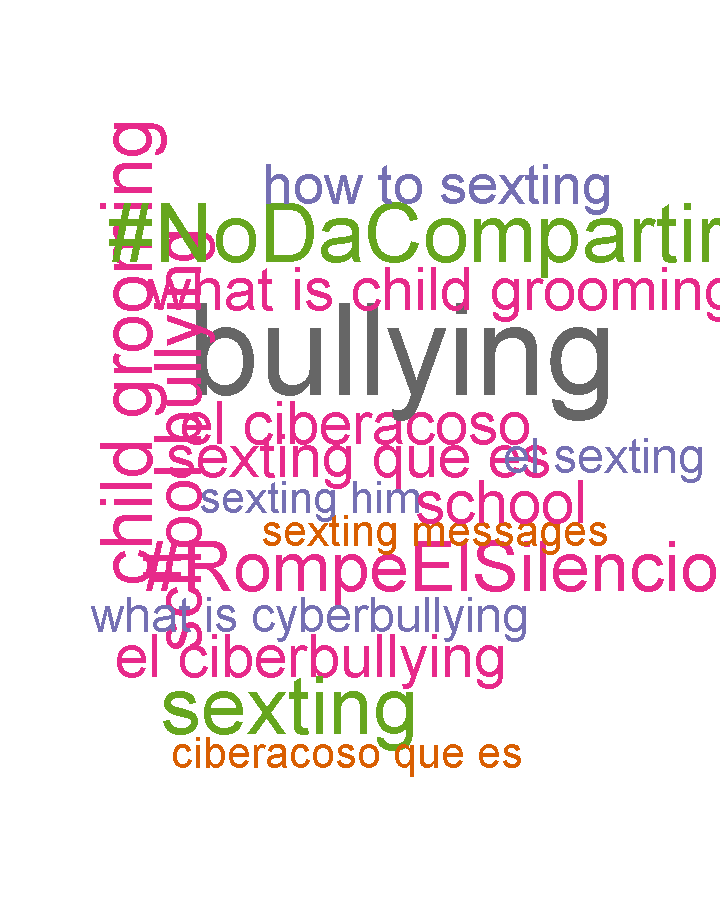 how to sexting
#NoDaCompartir
what is child grooming
bullying
el ciberacoso
sexting que es
el sexting
sexting him
school
sexting messages
#RompeElSilencio
what is cyberbullying
el ciberbullying
sexting
ciberacoso que es
child grooming
school bullying